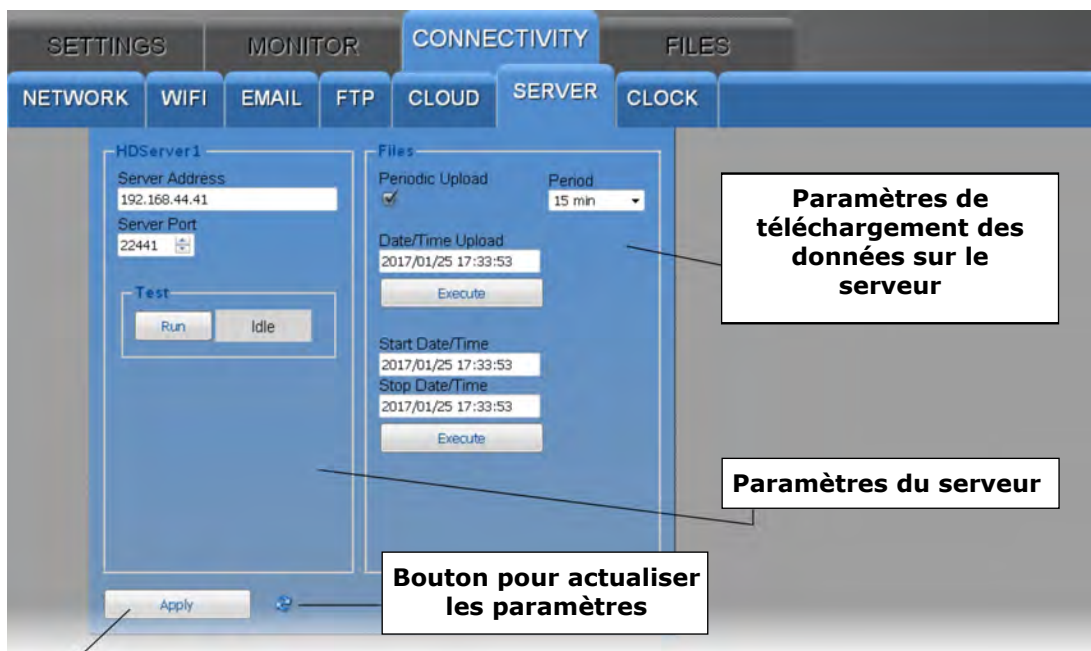 SETTINGS MONITOR CONNECTIVITY FILES
NETWORK WIFI EMAIL FTP CLOUD SERVER CLOCK
HDServer1
Server Address
192.168.44.41
Server Port
22441
Test
Run Idle
Files
Periodic Upload Period
15 min
Date/Time Upload
2017/01/25 17:33:53
Execute
Start Date/Time
2017/01/25 17:33:53
Stop Date/Time
2017/01/25 17:33:53
Execute
Paramètres de
téléchargement des
données sur le
serveur
Paramètres du serveur
Bouton pour actualiser
les paramètres
Apply